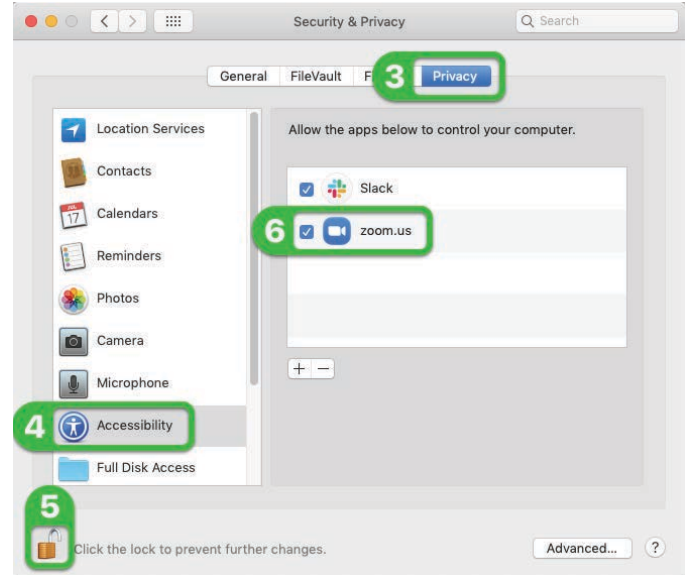 Security & Privacy
Search
General FileVault F 3 Privacy
Location Services
Contacts
JUL
17
Calendars
Reminders
Photos
Camera
Microphone
4 Accessibility
Full Disk Access
Allow the apps below to control your computer.
Slack
6 zoom.us
+ −
5
Click the lock to prevent further changes.
Advanced... ?